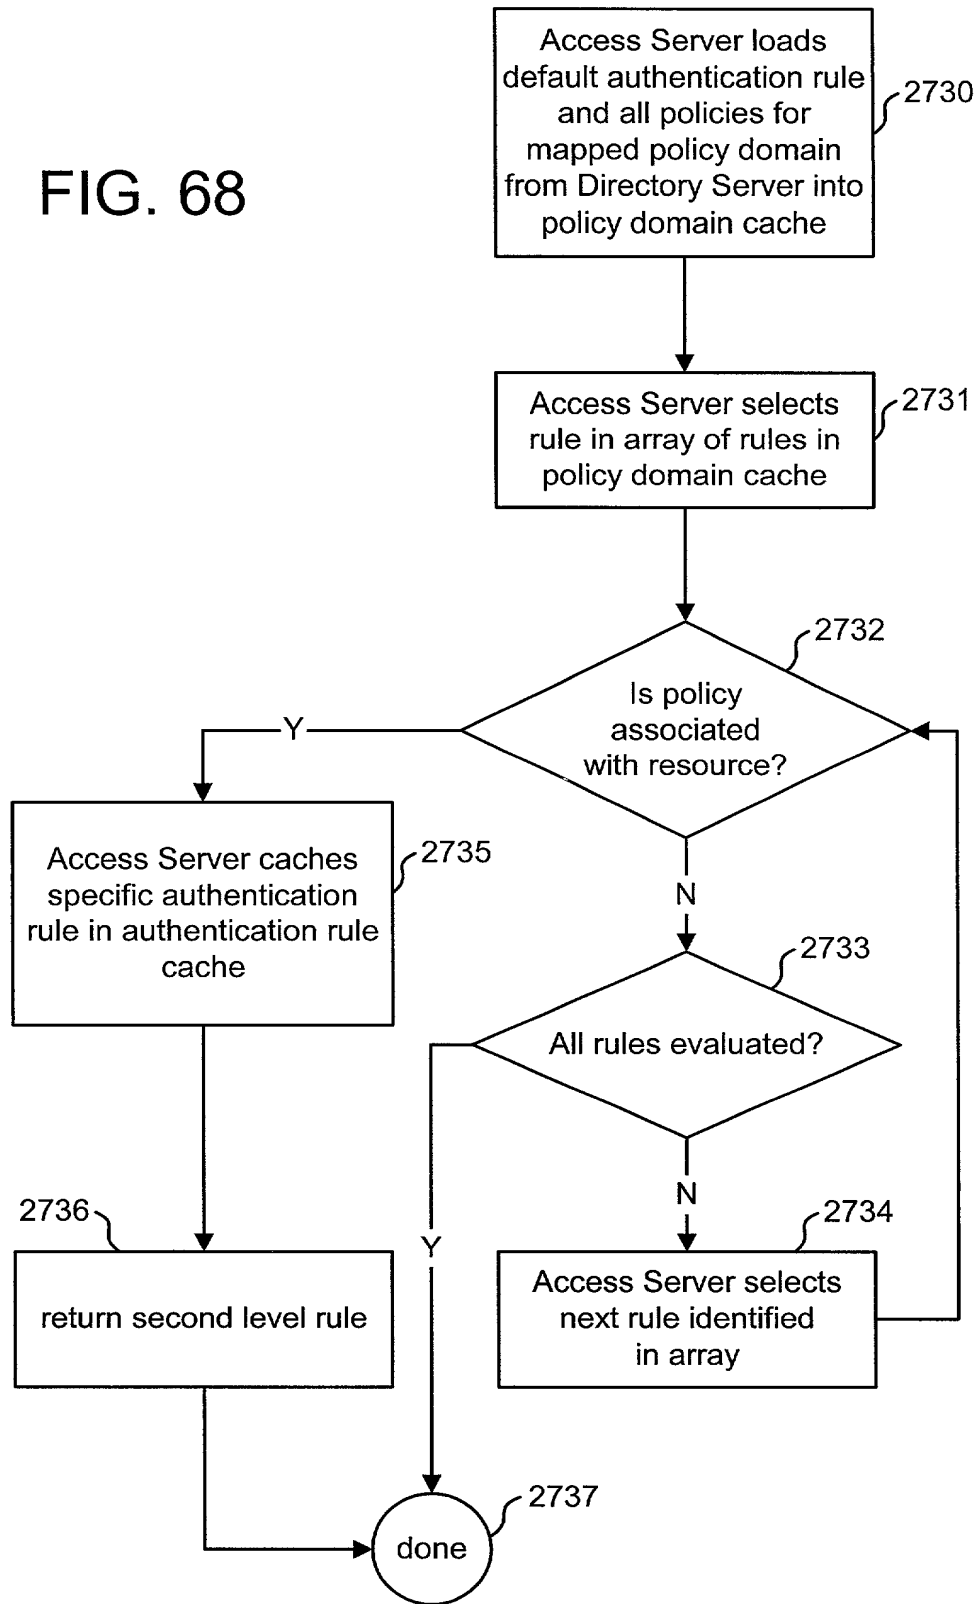 FIG. 68
Access Server loads
default authentication rule
and all policies for
mapped policy domain
from Directory Server into
policy domain cache
2730
Access Server selects
rule in array of rules in
policy domain cache
2731
2732
Is policy
associated
with resource?
Y
N
Access Server caches
specific authentication
rule in authentication rule
cache
2735
2733
All rules evaluated?
Y
N
2736
return second level rule
2734
Access Server selects
next rule identified
in array
2737
done